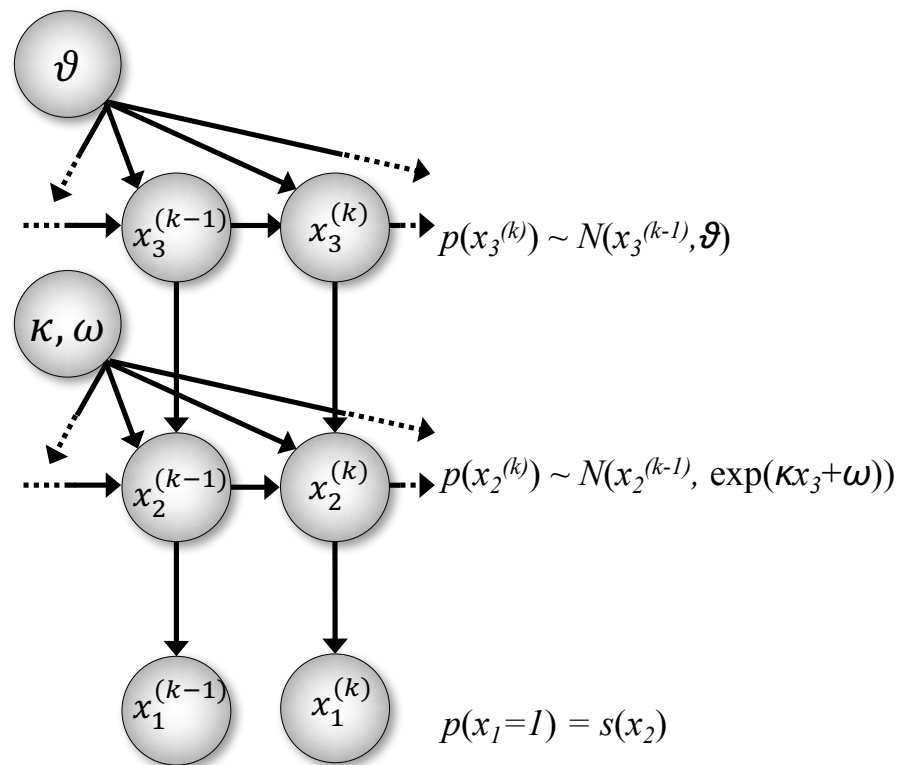 ϑ
x₃⁽ᵏ⁻¹⁾ x₃⁽ᵏ⁾ p(x₃⁽ᵏ⁾) ~ N(x₃⁽ᵏ⁻¹⁾,ϑ)
κ, ω
x₂⁽ᵏ⁻¹⁾ x₂⁽ᵏ⁾ p(x₂⁽ᵏ⁾) ~ N(x₂⁽ᵏ⁻¹⁾, exp(κx₃+ω))
x₁⁽ᵏ⁻¹⁾ x₁⁽ᵏ⁾ p(x₁=1) = s(x₂)